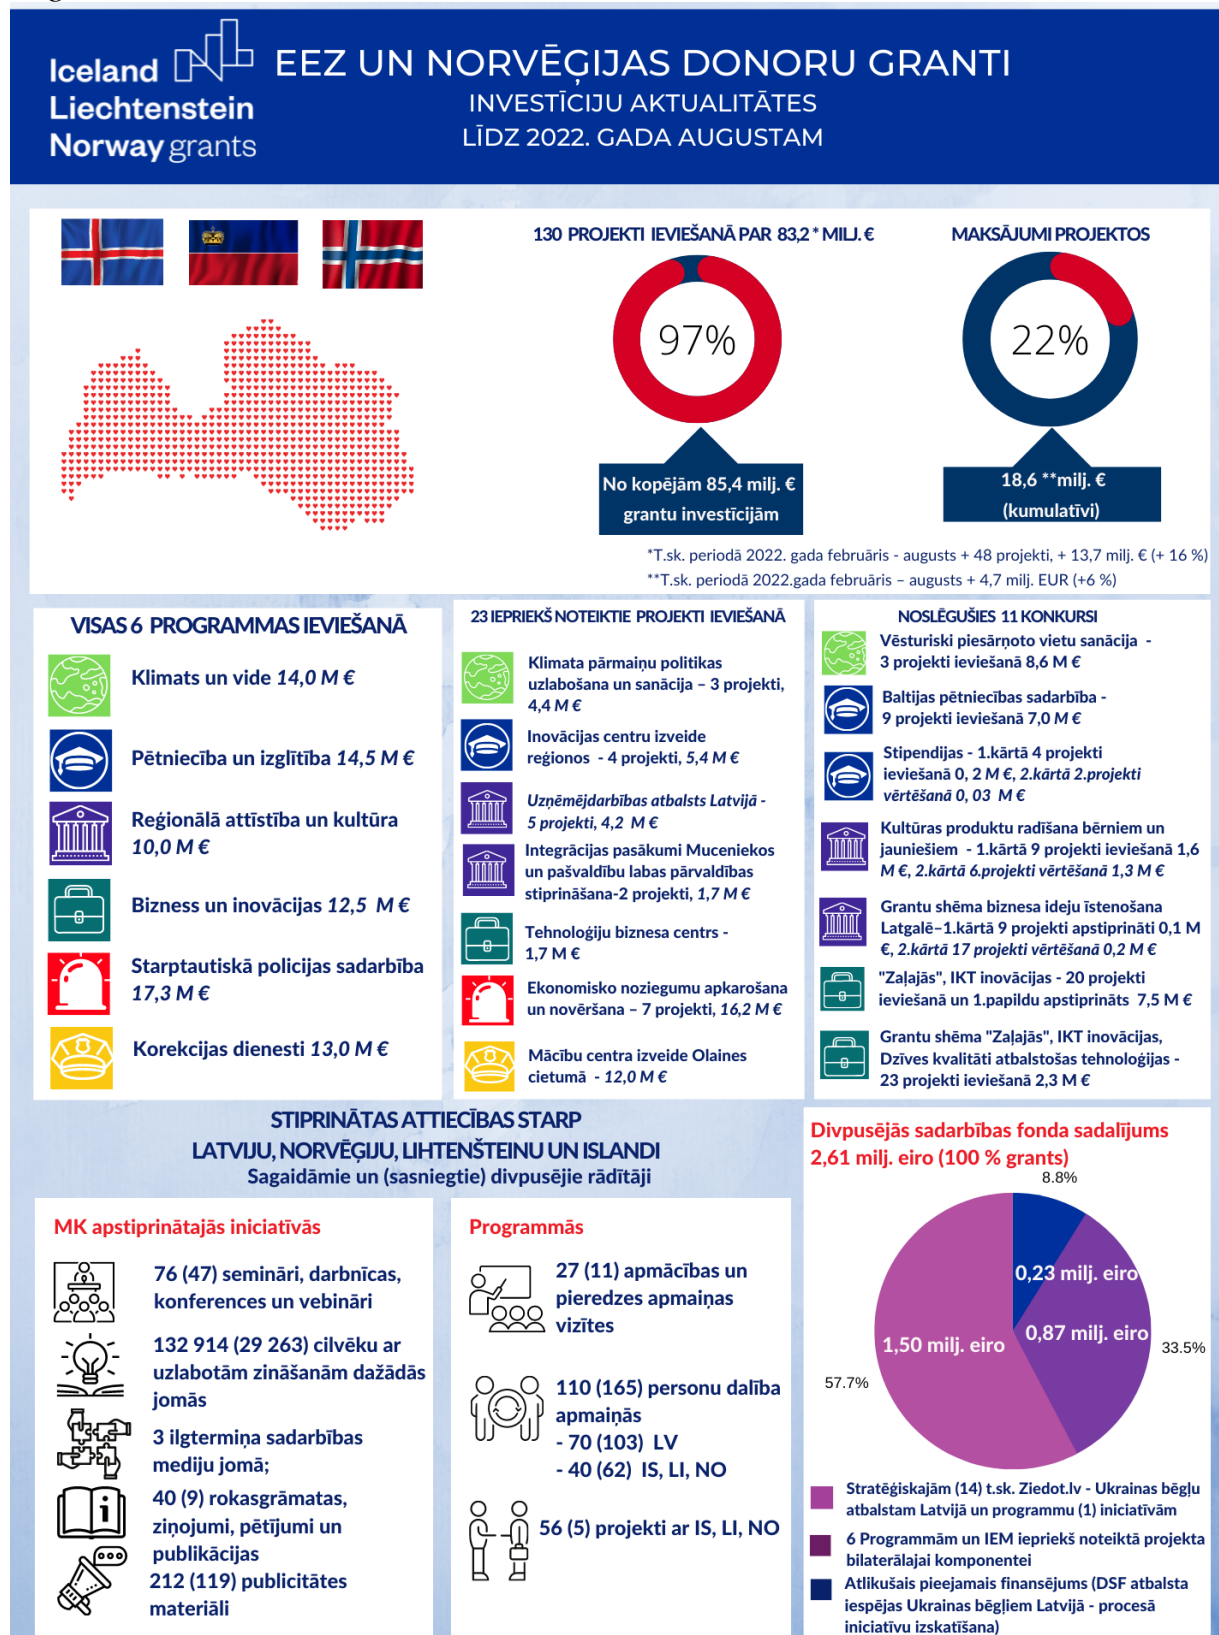 Iceland
Liechtenstein
Norway grants
EEZ UN NORVĒĢIJAS DONORU GRANTI
INVESTĪCIJU AKTUALITĀTES
LĪDZ 2022. GADA AUGUSTAM
130 PROJEKTI IEVIEŠANĀ PAR 83,2 * MILJ. €
97%
No kopējām 85,4 milj. €
grantu investīcijām
MAKSĀJUMI PROJEKTOS
22%
18,6 **milj. €
(kumulatīvi)
*T.sk. periodā 2022. gada februāris - augusts + 48 projekti, + 13,7 milj. € (+ 16 %)
**T.sk. periodā 2022.gada februāris – augusts + 4,7 milj. EUR (+6 %)
VISAS 6 PROGRAMMAS IEVIEŠANĀ
Klimats un vide 14,0 M €
Pētniecība un izglītība 14,5 M €
Reģionālā attīstība un kultūra
10,0 M €
Bizness un inovācijas 12,5 M €
Starptautiskā policijas sadarbība
17,3 M €
Korekcijas dienesti 13,0 M €
23 IEPRIEKŠ NOTEIKTIE PROJEKTI IEVIEŠANĀ
Klimata pārmaiņu politikas
uzlabošana un sanācija – 3 projekti,
4,4 M €
Inovācijas centru izveide
reģionos - 4 projekti, 5,4 M €
Uzņēmējdarbības atbalsts Latvijā -
5 projekti, 4,2 M €
Integrācijas pasākumi Muceniekos
un pašvaldību labas pārvaldības
stiprināšana-2 projekti, 1,7 M €
Tehnoloģiju biznesa centrs -
1,7 M €
Ekonomisko noziegumu apkarošana
un novēršana – 7 projekti, 16,2 M €
Mācību centra izveide Olaines
cietumā - 12,0 M €
NOSLĒGUŠIES 11 KONKURSI
Vēsturiski piesārņoto vietu sanācija -
3 projekti ieviešanā 8,6 M €
Baltijas pētniecības sadarbība -
9 projekti ieviešanā 7,0 M €
Stipendijas - 1.kārtā 4 projekti
ieviešanā 0, 2 M €, 2.kārtā 2.projekti
vērtēšanā 0, 03 M €
Kultūras produktu radīšana bērniem un
jauniešiem - 1.kārtā 9 projekti ieviešanā 1,6
M €, 2.kārtā 6.projekti vērtēšanā 1,3 M €
Grantu shēma biznesa ideju īstenošana
Latgalē–1.kārtā 9 projekti apstiprināti 0,1 M
€, 2.kārtā 17 projekti vērtēšanā 0,2 M €
"Zaļajās", IKT inovācijas - 20 projekti
ieviešanā un 1.papildu apstiprināts 7,5 M €
Grantu shēma "Zaļajās", IKT inovācijas,
Dzīves kvalitāti atbalstošas tehnoloģijas -
23 projekti ieviešanā 2,3 M €
STIPRINĀTAS ATTIECĪBAS STARP
LATVIJU, NORVĒĢIJU, LIHTENŠTEINU UN ISLANDI
Sagaidāmie un (sasniegtie) divpusējie rādītāji
MK apstiprinātajās iniciatīvās
76 (47) semināri, darbnīcas,
konferences un vebināri
132 914 (29 263) cilvēku ar
uzlabotām zināšanām dažādās
jomās
3 ilgtermiņa sadarbības
mediju jomā;
40 (9) rokasgrāmatas,
ziņojumi, pētījumi un
publikācijas
212 (119) publicitātes
materiāli
Programmās
27 (11) apmācības un
pieredzes apmaiņas
vizītes
110 (165) personu dalība
apmaiņās
- 70 (103) LV
- 40 (62) IS, LI, NO
56 (5) projekti ar IS, LI, NO
Divpusējās sadarbības fonda sadalījums
2,61 milj. eiro (100 % grants)
8.8%
0,23 milj. eiro
0,87 milj. eiro
33.5%
1,50 milj. eiro
57.7%
Stratēģiskajām (14) t.sk. Ziedot.lv - Ukrainas bēgļu
atbalstam Latvijā un programmu (1) iniciatīvām
6 Programmām un IEM iepriekš noteiktā projekta
bilaterālajai komponentei
Atlikušais pieejamais finansējums (DSF atbalsta
iespējas Ukrainas bēgļiem Latvijā - procesā
iniciatīvu izskatīšana)